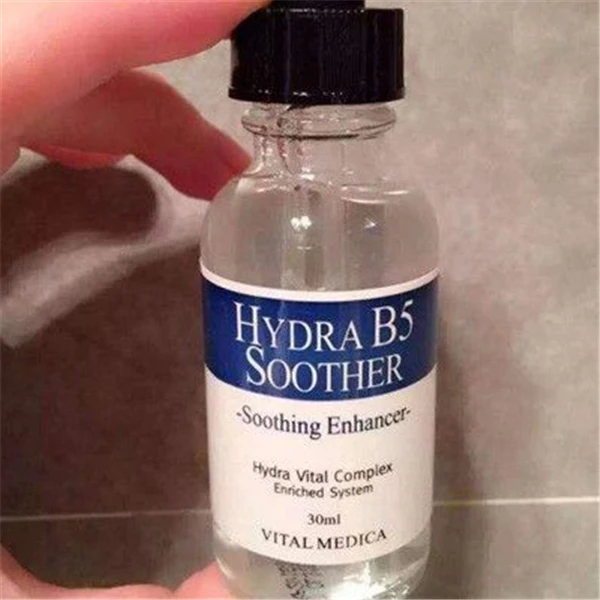 HYDRA B5
SOOTHER
-Soothing Enhancer-
Hydra Vital Complex
Enriched System
30ml
VITAL MEDICA